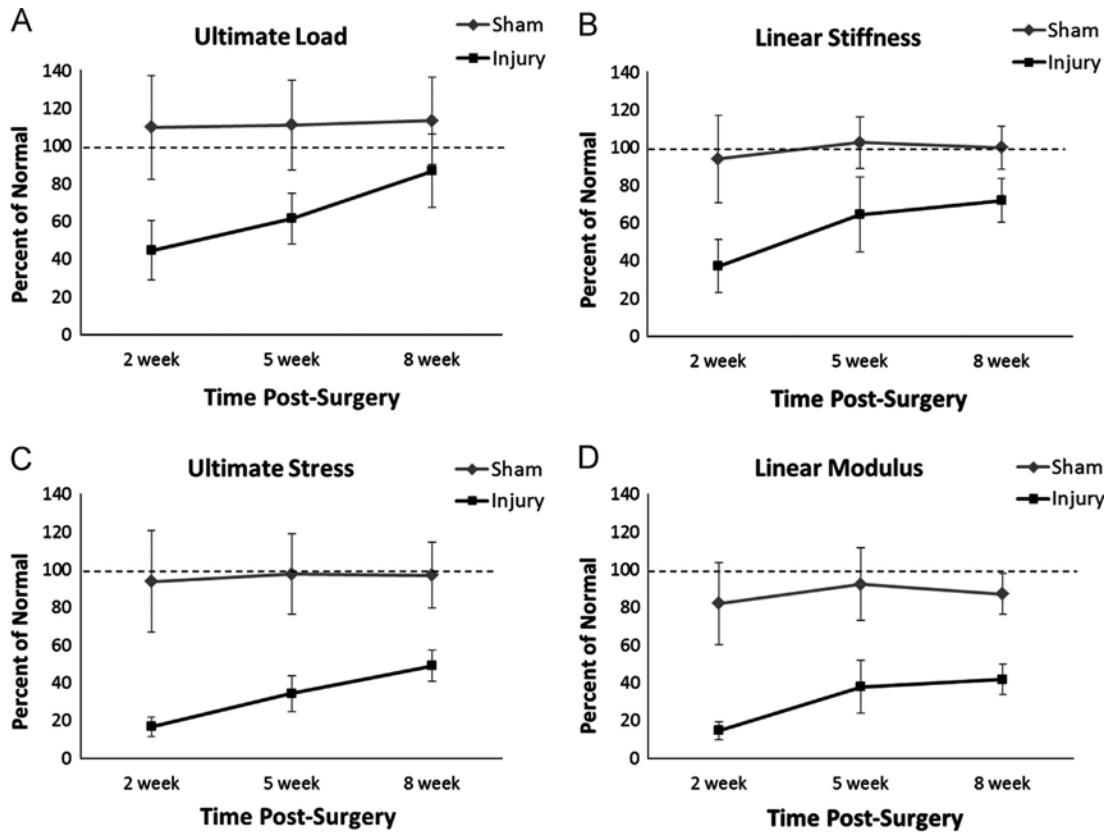 A
Ultimate Load
Sham
Injury
Percent of Normal
140
120
100
80
60
40
20
0
2 week 5 week 8 week
Time Post-Surgery
B
Linear Stiffness
Sham
Injury
Percent of Normal
140
120
100
80
60
40
20
0
2 week 5 week 8 week
Time Post-Surgery
C
Ultimate Stress
Sham
Injury
Percent of Normal
140
120
100
80
60
40
20
0
2 week 5 week 8 week
Time Post-Surgery
D
Linear Modulus
Sham
Injury
Percent of Normal
140
120
100
80
60
40
20
0
2 week 5 week 8 week
Time Post-Surgery